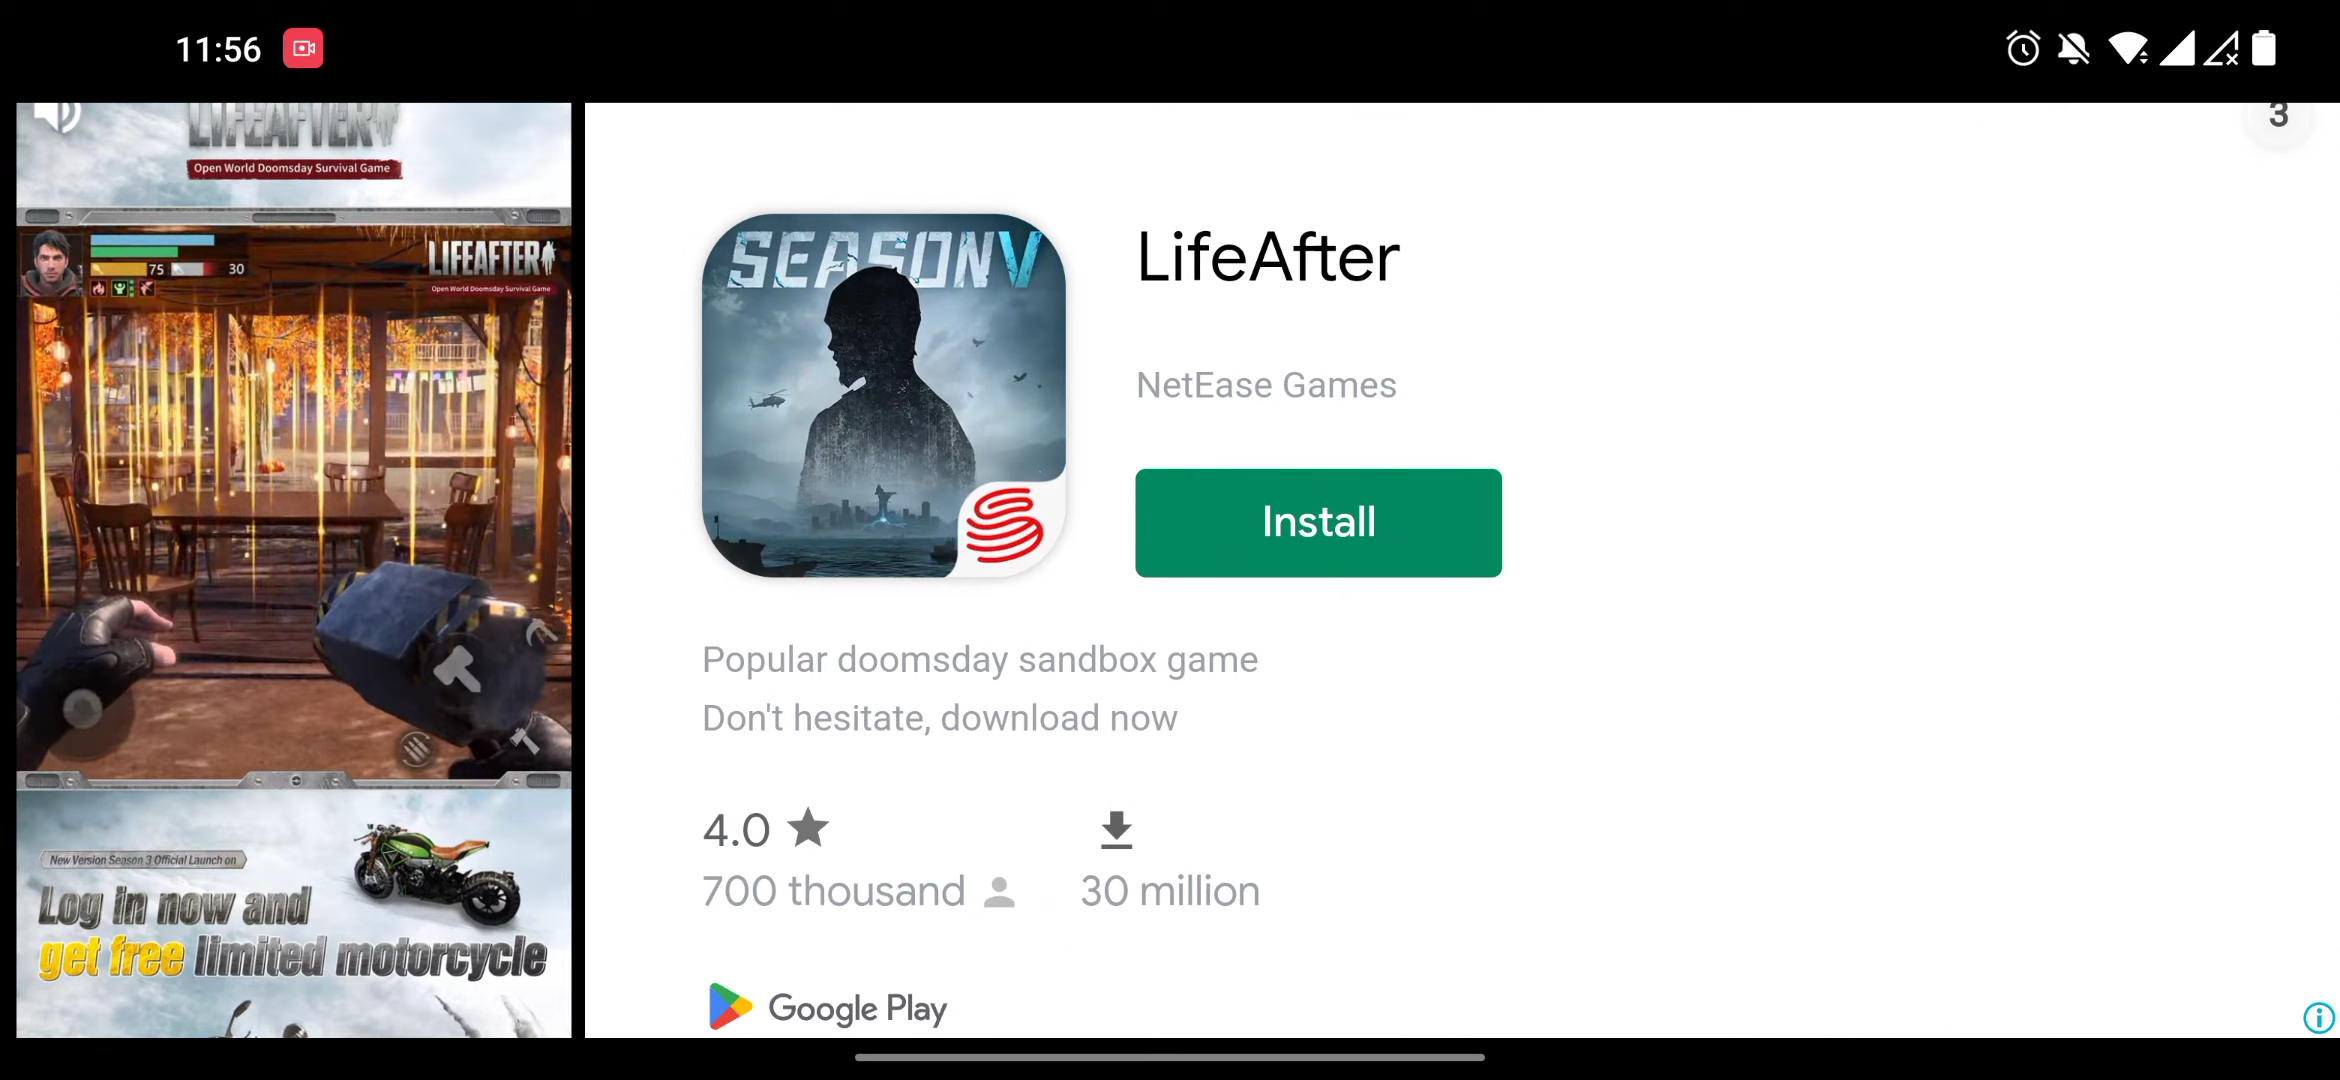 11:56
LIFEAFTER
Open World Doomsday Survival Game
75
30
LIFEAFTER
Open World Doomsday Survival Game
New Version Season 3 Official Launch on
Log in now and
get free limited motorcycle
3
SEASON V
LifeAfter
NetEase Games
Install
Popular doomsday sandbox game
Don't hesitate, download now
4.0
700 thousand
30 million
Google Play